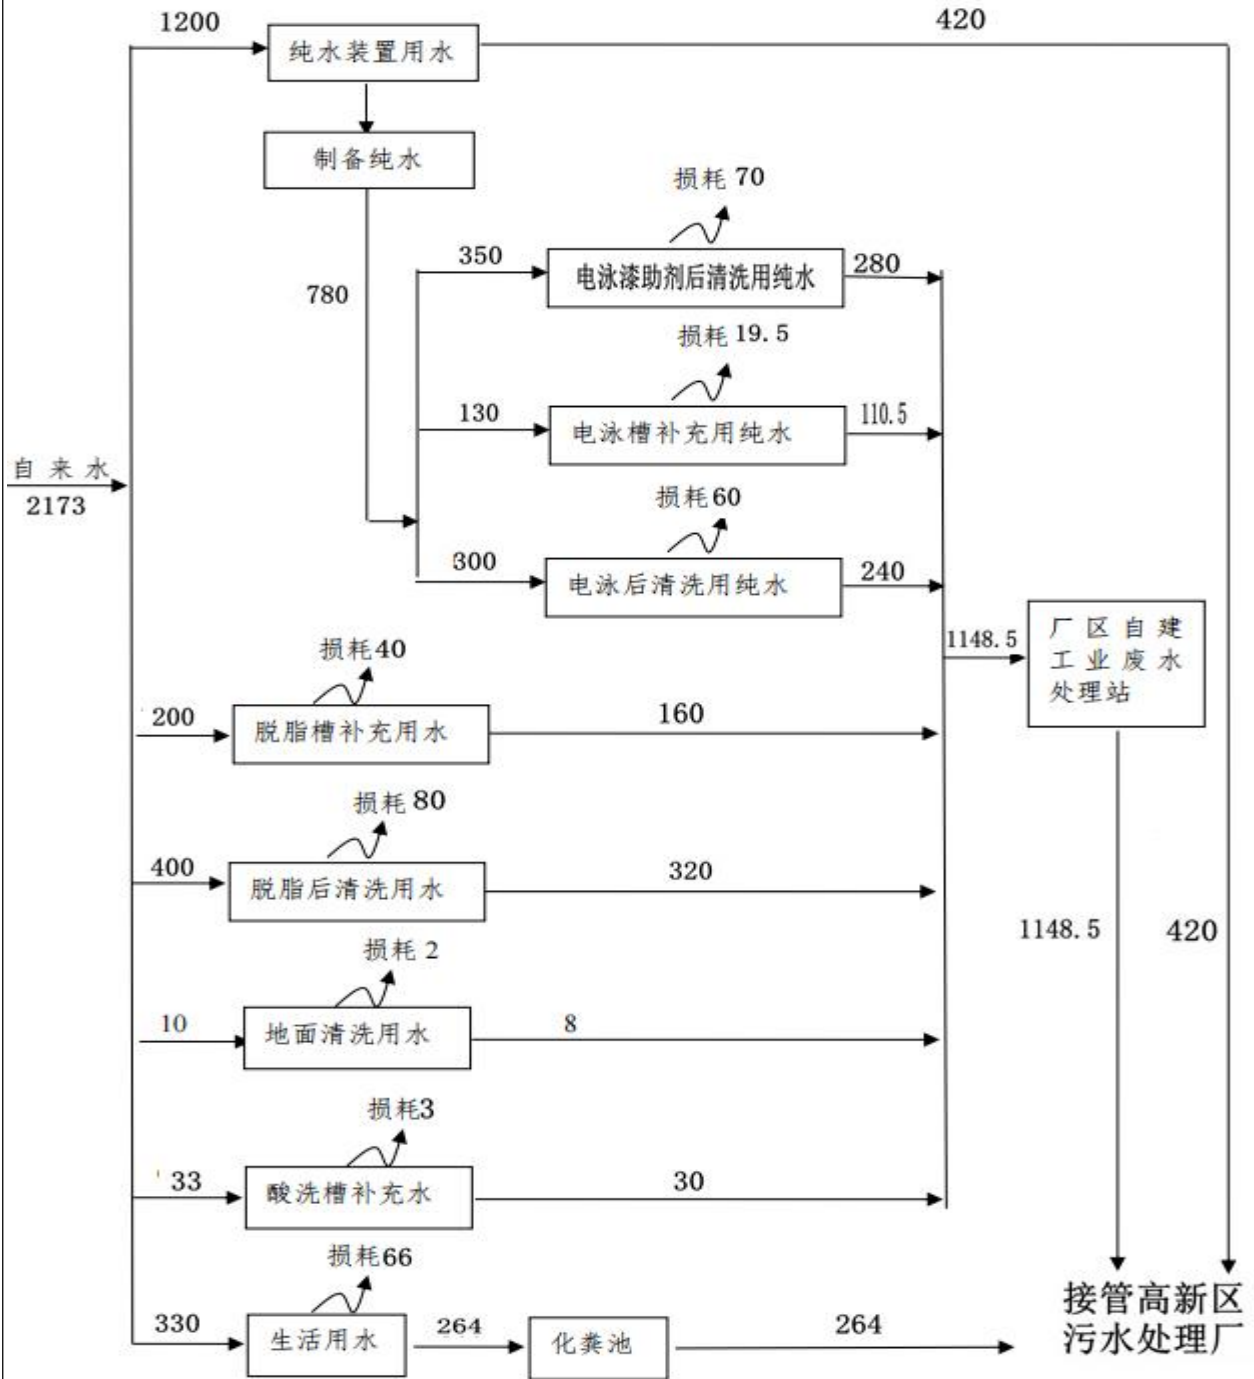 1200
420
纯水装置用水
制备纯水
损耗 70
350
电泳漆助剂后清洗用纯水
280
780
损耗 19.5
130
电泳槽补充用纯水
110.5
自来水
2173
损耗60
300
电泳后清洗用纯水
240
厂区自建
工业废水
处理站
1148.5
损耗40
200
脱脂槽补充用水
160
损耗 80
400
脱脂后清洗用水
320
1148.5
420
损耗 2
10
地面清洗用水
8
损耗3
33
酸洗槽补充水
30
损耗66
330
生活用水
264
化粪池
264
接管高新区
污水处理厂